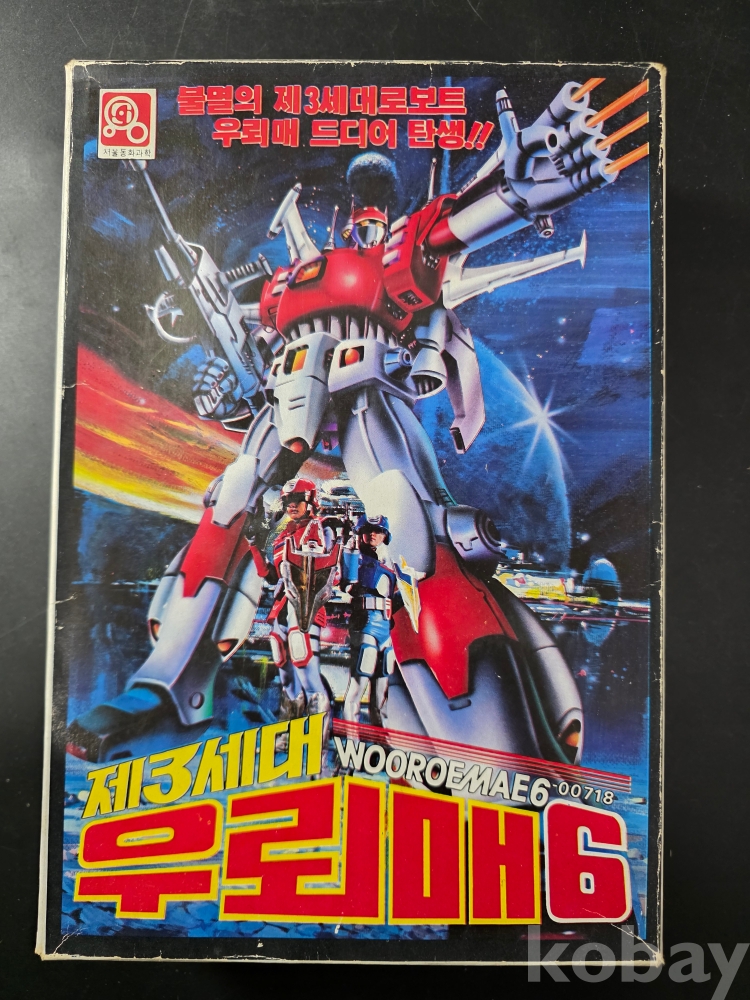 불멸의 제3세대로보트
우뢰매 드디어 탄생!!
서울동화과학
제3세대
WOOROEMAE6-00718
우뢰매6
kobay